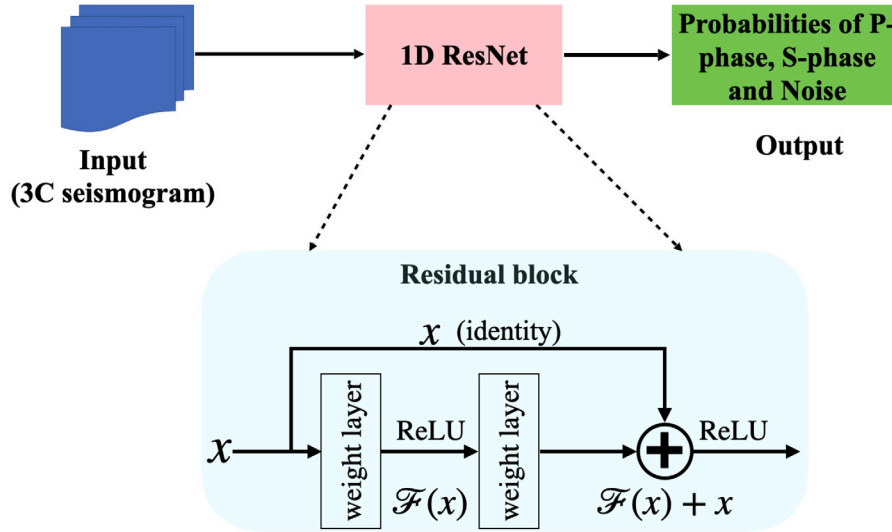 1D ResNet
Probabilities of P-
phase, S-phase
and Noise
Input
(3C seismogram)
Output
Residual block
x (identity)
x
weight layer
ReLU
ℱ(x)
weight layer
+
ℱ(x) + x
ReLU